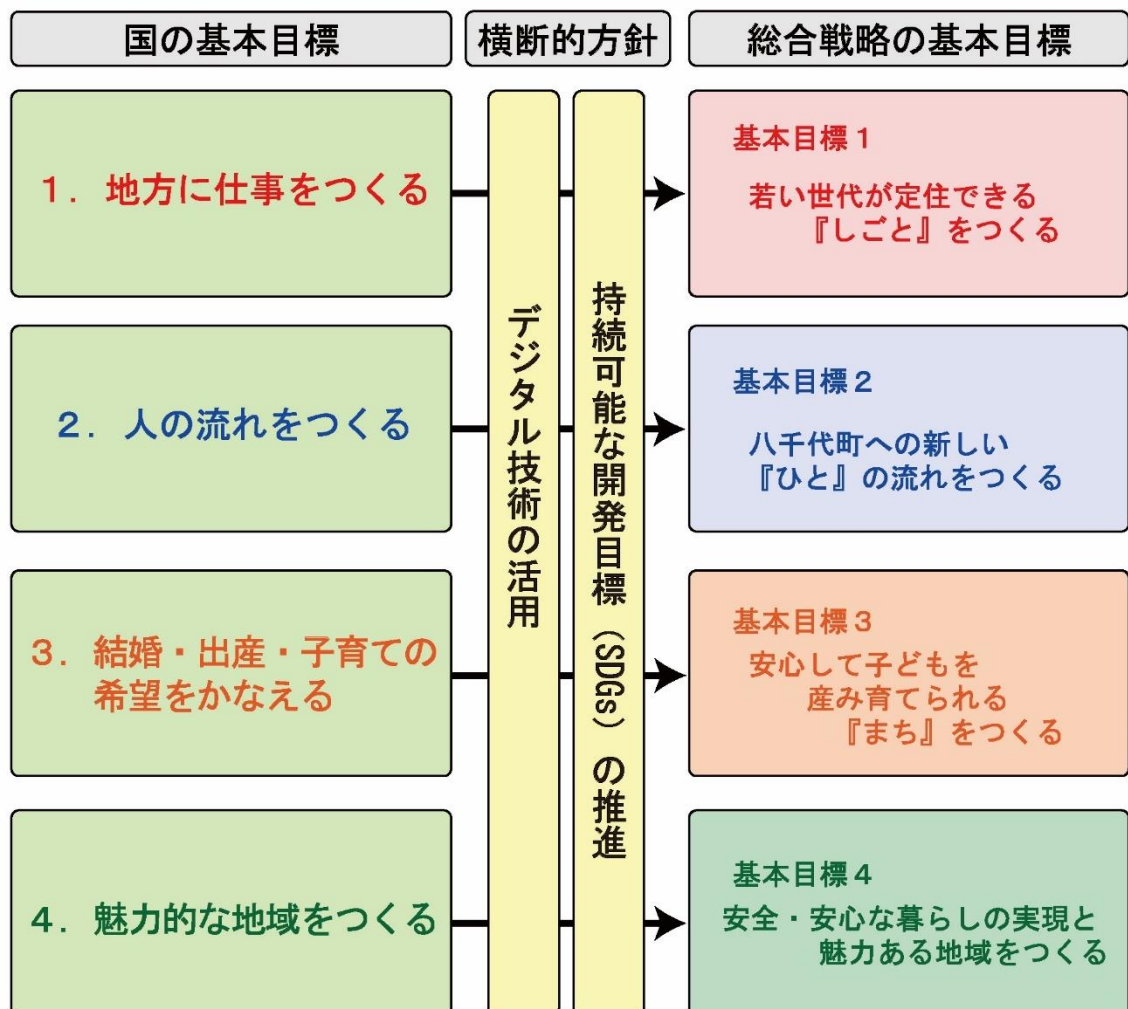 国の基本目標
横断的方針
総合戦略の基本目標
1．地方に仕事をつくる
2．人の流れをつくる
3．結婚・出産・子育ての
希望をかなえる
4．魅力的な地域をつくる
デジタル技術の活用
持続可能な開発目標（SDGs）の推進
基本目標1
若い世代が定住できる
『しごと』をつくる
基本目標2
八千代町への新しい
『ひと』の流れをつくる
基本目標3
安心して子どもを
産み育てられる
『まち』をつくる
基本目標4
安全・安心な暮らしの実現と
魅力ある地域をつくる